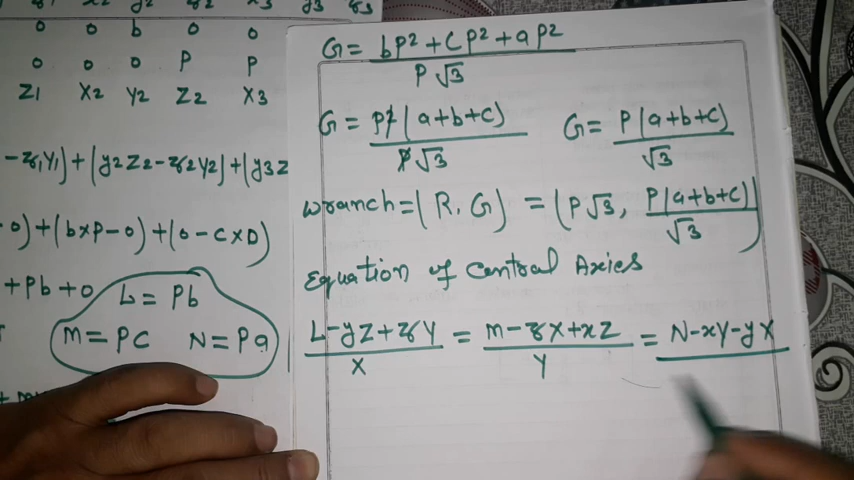 0 0 b 0 0
0 0 0 P P
Z1 X2 Y2 Z2 X3
-z1Y1)+(y2Z2-z2Y2)+(y3Z
0)+(b×P-0)+(0-C×D)
+Pb+0
L=Pb
M=PC N=Pa
G=bP²+CP²+aP²
P√3
G=P²(a+b+c) G=P(a+b+c)
P√3 √3
wranch=(R,G)=(P√3, P(a+b+c))
√3
Equation of Central Axies
L-yZ+zY = M-zX+xZ = N-xY-yX
X Y